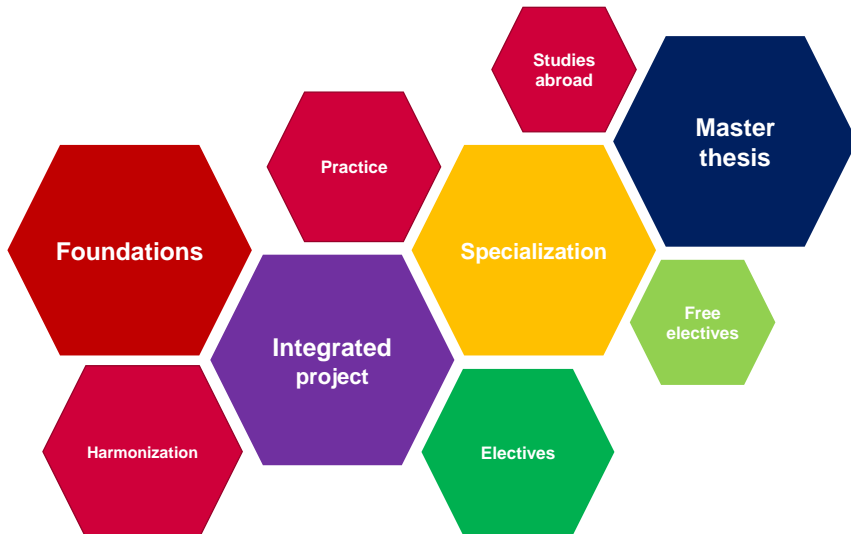 Studies
abroad
Master
thesis
Practice
Foundations
Specialization
Free
electives
Integrated
project
Harmonization
Electives